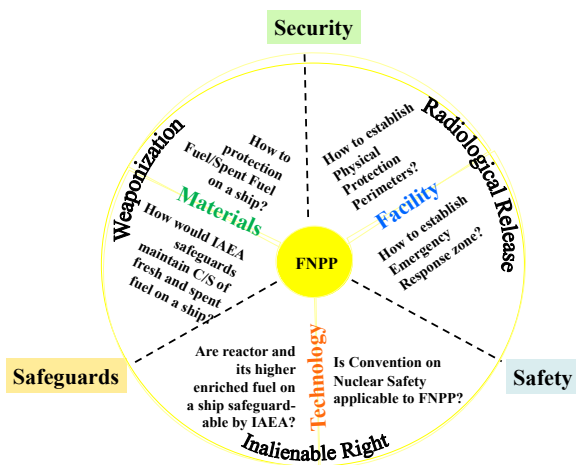 Security
Weaponization
Radiological Release
How to
protection
Fuel/Spent Fuel
on a ship?
How to establish
Physical
Protection
Perimeters?
Materials
Facility
How would IAEA
safeguards
maintain C/S of
fresh and spent
fuel on a ship?
FNPP
How to establish
Emergency
Response zone?
Safeguards
Safety
Are reactor and
its higher
enriched fuel on
a ship safeguard-
able by IAEA?
Technology
Is Convention on
Nuclear Safety
applicable to FNPP?
Inalienable Right